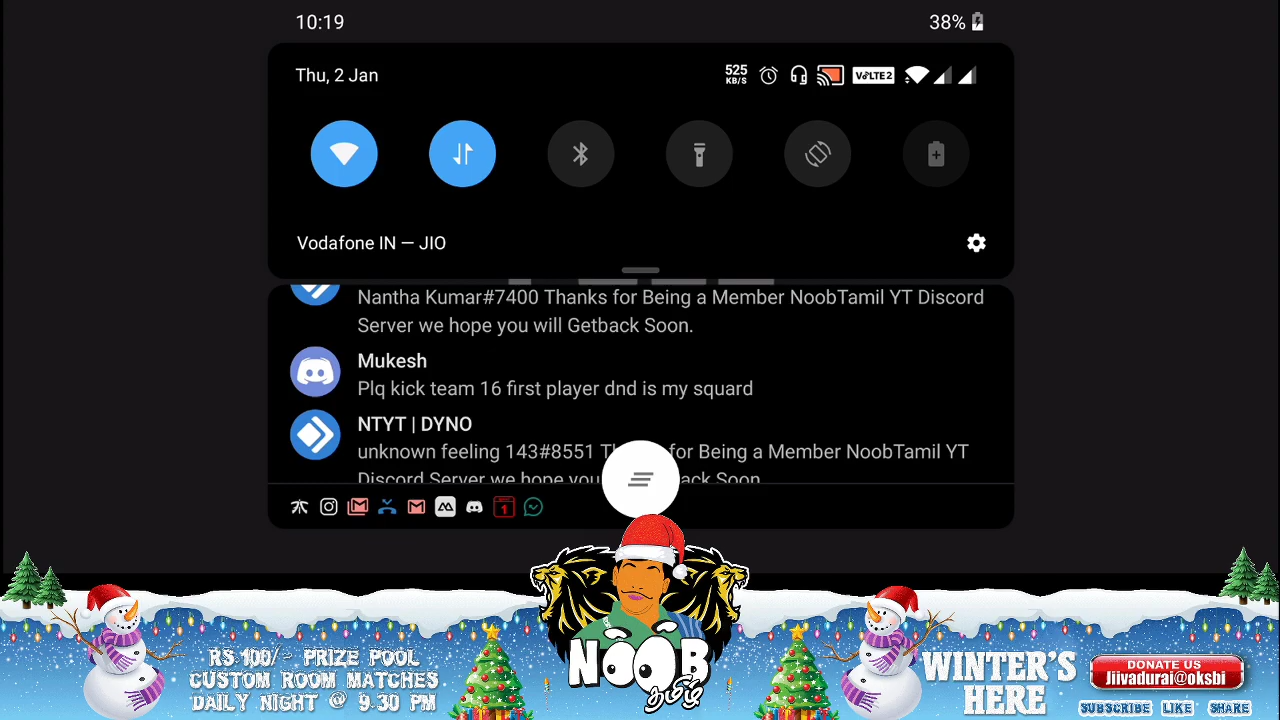 10:19
38%
Thu, 2 Jan
525
KB/S
VoLTE2
Vodafone IN — JIO
Nantha Kumar#7400 Thanks for Being a Member NoobTamil YT Discord
Server we hope you will Getback Soon.
Mukesh
Plq kick team 16 first player dnd is my squard
NTYT | DYNO
unknown feeling 143#8551 for Being a Member NoobTamil YT
Discord Server we hope Soon
1
RS.100/- PRIZE POOL
CUSTOM ROOM MATCHES
DAILY NIGHT @ 9.30 PM
NOOB
தமிழ்
WINTER'S
HERE
DONATE US
Jiivadurai@oksbi
SUBSCRIBE LIKE SHARE